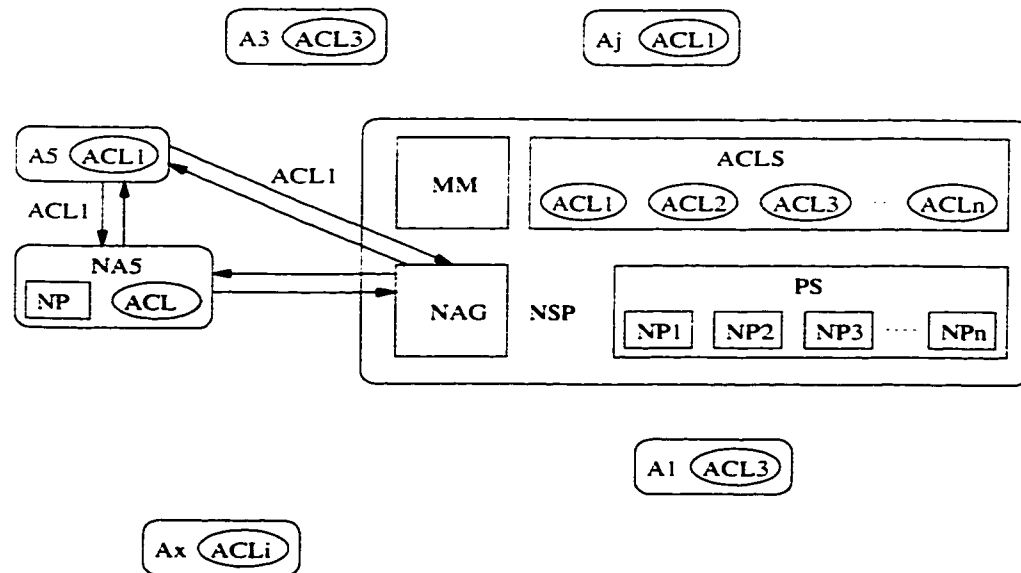 A3 ACL3
Aj ACL1
A5 ACL1
ACL1
MM
ACLS
ACL1 ACL2 ACL3 ..... ACLn
ACL1
NA5
NP ACL
NAG
NSP
PS
NP1 NP2 NP3 ..... NPn
A1 ACL3
Ax ACLi